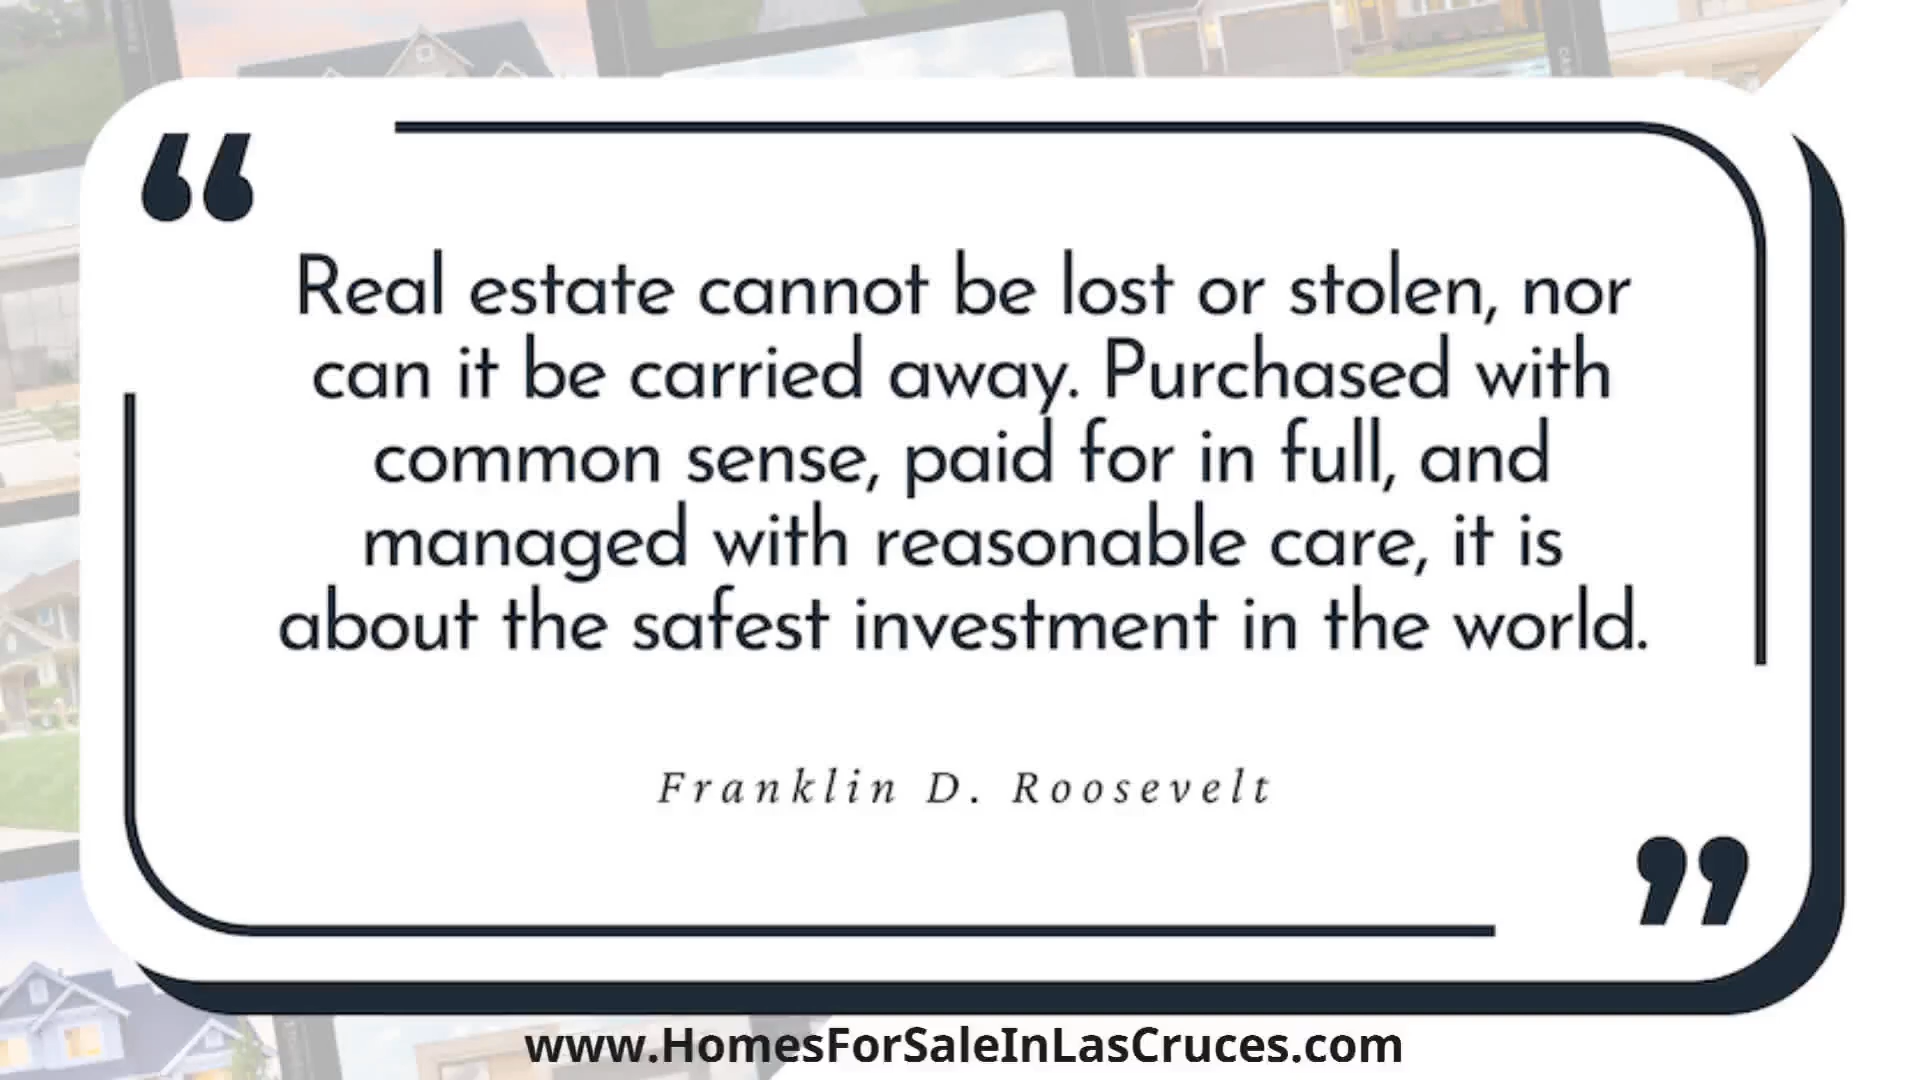 “
Real estate cannot be lost or stolen, nor
can it be carried away. Purchased with
common sense, paid for in full, and
managed with reasonable care, it is
about the safest investment in the world.
Franklin D. Roosevelt
”
www.HomesForSaleInLasCruces.com